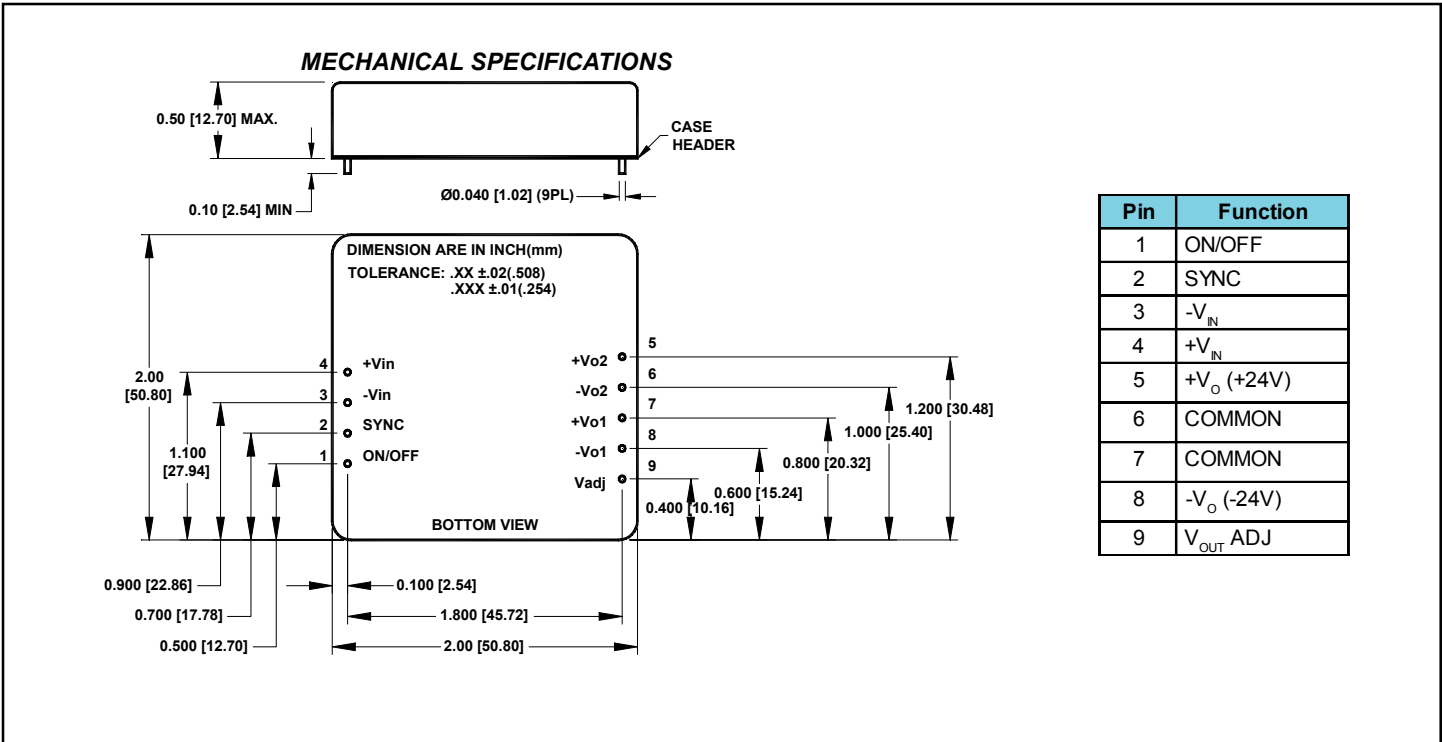 MECHANICAL SPECIFICATIONS
0.50 [12.70] MAX.
CASE
HEADER
Ø0.040 [1.02] (9PL)
0.10 [2.54] MIN
DIMENSION ARE IN INCH(mm)
TOLERANCE: .XX ±.02(.508)
.XXX ±.01(.254)
2.00
[50.80]
1.100
[27.94]
4 +Vin
3 -Vin
2 SYNC
1 ON/OFF
+Vo2 5
-Vo2 6
+Vo1 7
-Vo1 8
Vadj 9
1.200 [30.48]
1.000 [25.40]
0.800 [20.32]
0.600 [15.24]
0.400 [10.16]
BOTTOM VIEW
0.900 [22.86]
0.700 [17.78]
0.500 [12.70]
0.100 [2.54]
1.800 [45.72]
2.00 [50.80]
Pin Function
1 ON/OFF
2 SYNC
3 -VIN
4 +VIN
5 +VO (+24V)
6 COMMON
7 COMMON
8 -VO (-24V)
9 VOUT ADJ